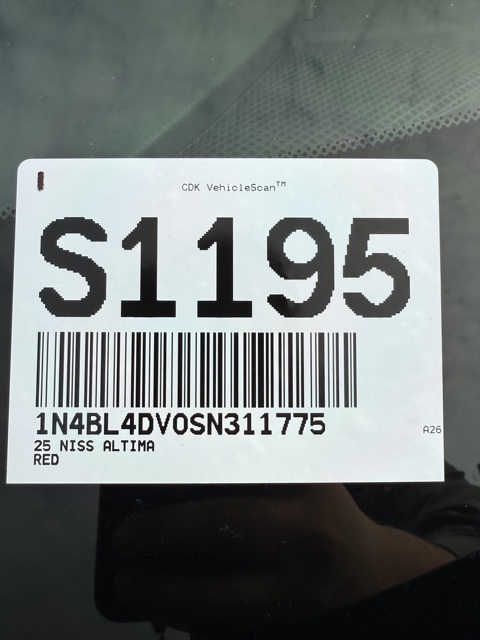 CDK VehicleScan™
S1195
1N4BL4DV0SN311775
A26
25 NISS ALTIMA
RED